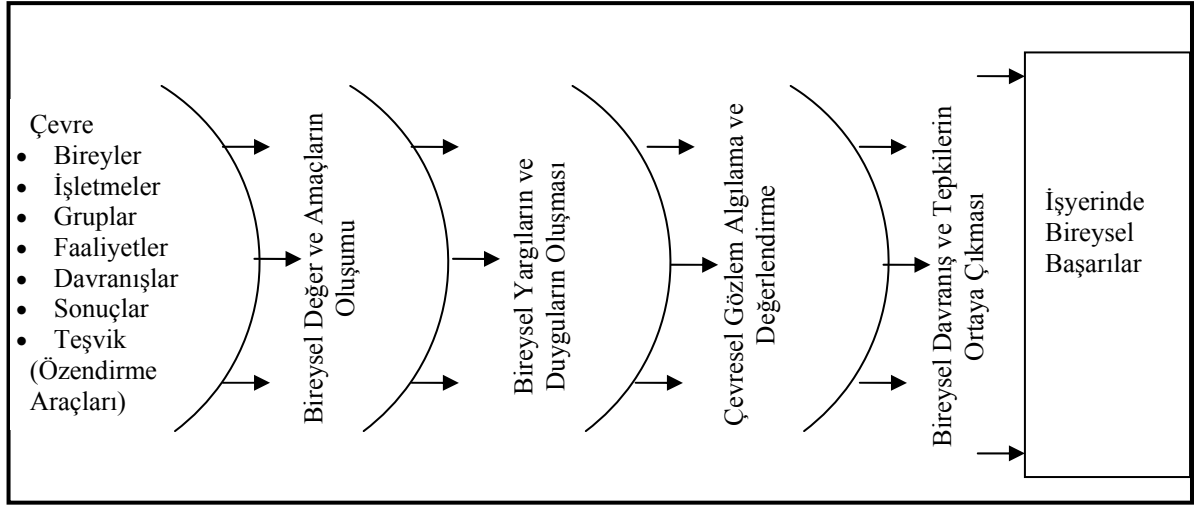 Çevre
• Bireyler
• İşletmeler
• Gruplar
• Faaliyetler
• Davranışlar
• Sonuçlar
• Teşvik
(Özendirme
Araçları)
Bireysel Değer ve Amaçların
Oluşumu
Bireysel Yargıların ve
Duyguların Oluşması
Çevresel Gözlem Algılama ve
Değerlendirme
Bireysel Davranış ve Tepkilerin
Ortaya Çıkması
İşyerinde
Bireysel
Başarılar